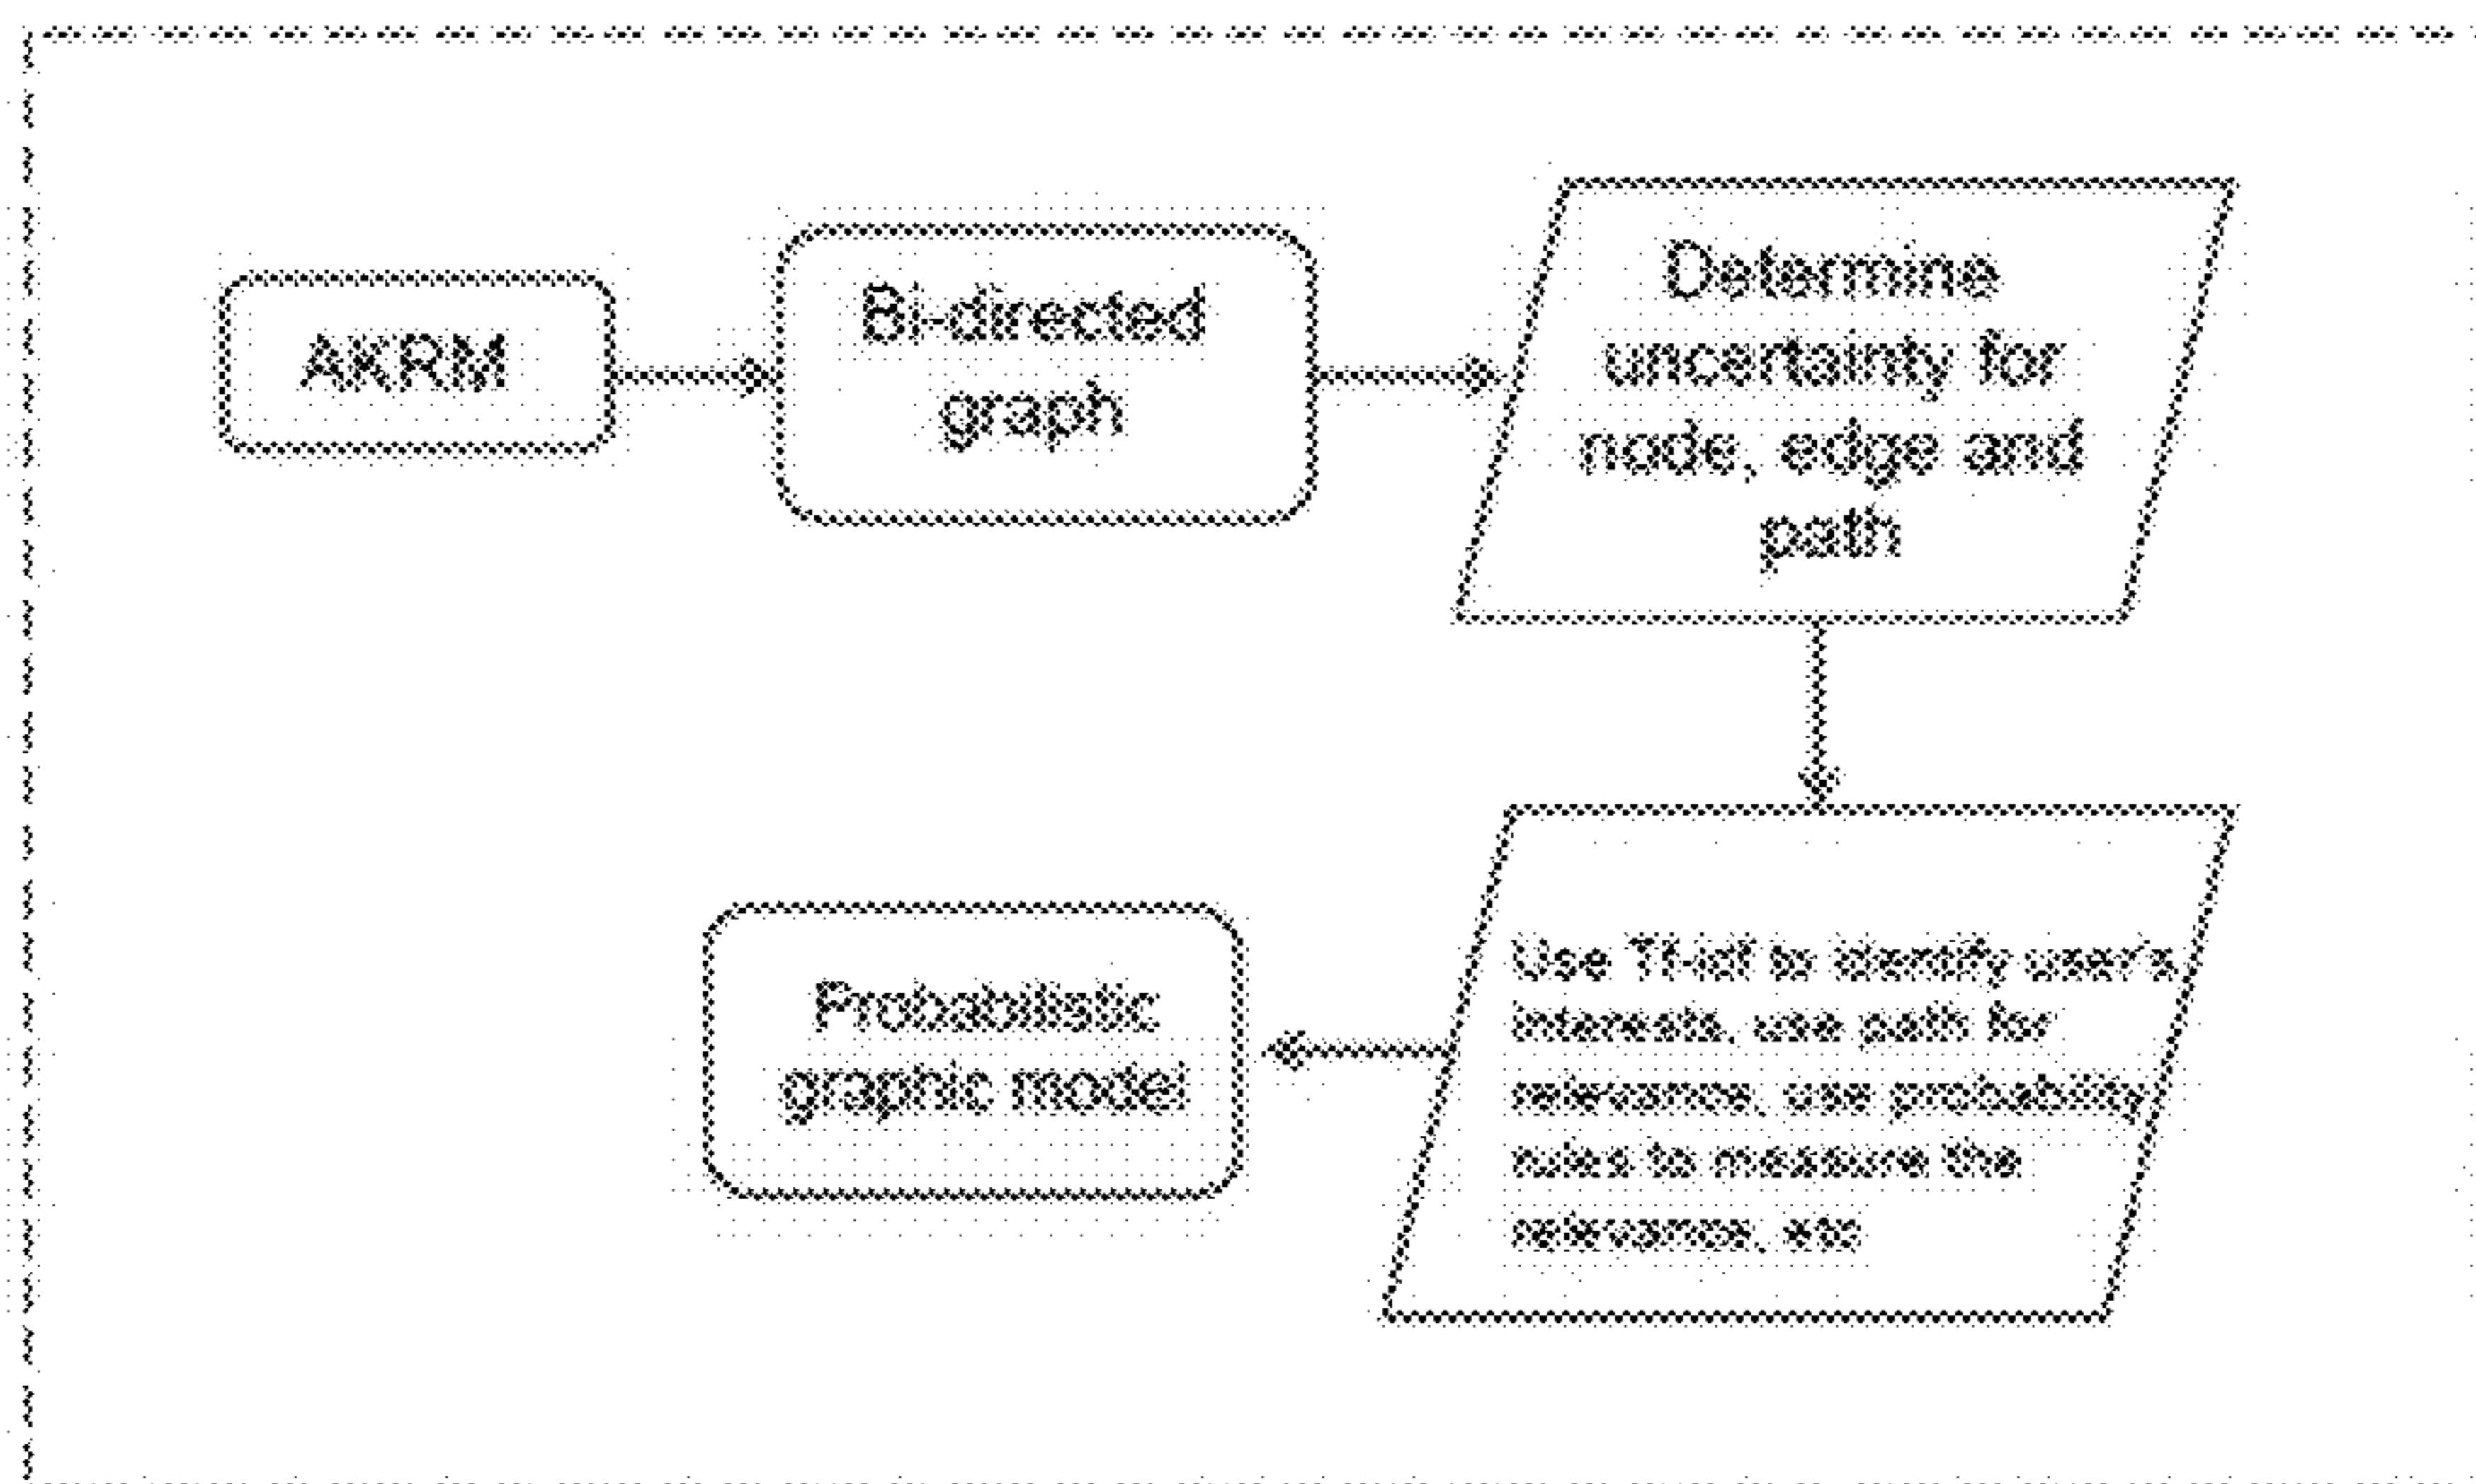 AKRM
Bi-directed
graph
Determine
uncertainty for
node, edge and
path
Use Tf-idf to identify user's
interests, use path for
relevance, use probability
rules to measure the
relevance, etc
Probabilistic
graphic model